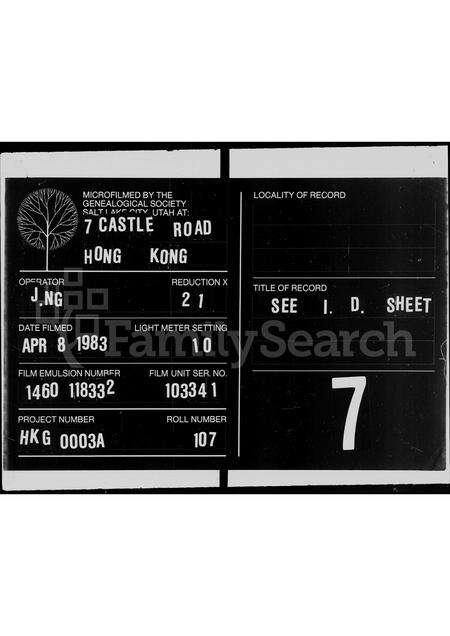 MICROFILMED BY THE
GENEALOGICAL SOCIETY
SALT LAKE CITY, UTAH AT:
7 CASTLE ROAD
HONG KONG
OPERATOR REDUCTION X
J.NG 21
DATE FILMED LIGHT METER SETTING
APR 8 1983 10
FILM EMULSION NUMBER FILM UNIT SER. NO.
1460 118332 103341
PROJECT NUMBER ROLL NUMBER
HKG 0003A 107
LOCALITY OF RECORD
TITLE OF RECORD
SEE I. D. SHEET
7
FamilySearch